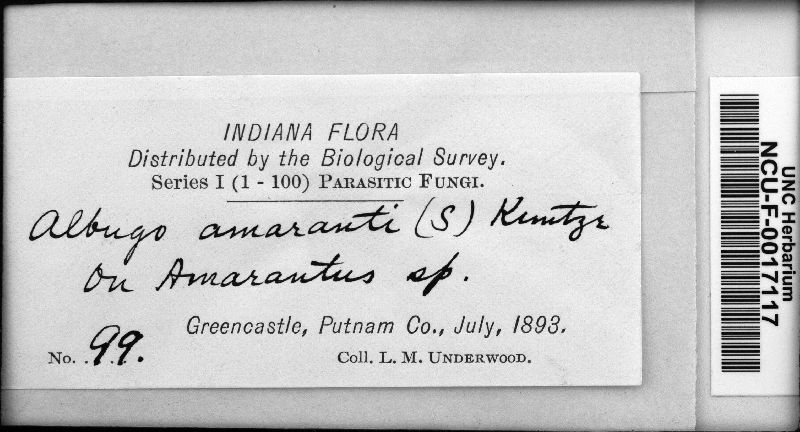 INDIANA FLORA
Distributed by the Biological Survey.
Series I (1 - 100) PARASITIC FUNGI.
Albugo amaranti (S) Kuntze
On Amarantus sp.
Greencastle, Putnam Co., July, 1893.
No. 99.
Coll. L. M. UNDERWOOD.
UNC Herbarium
NCU-F-0017117